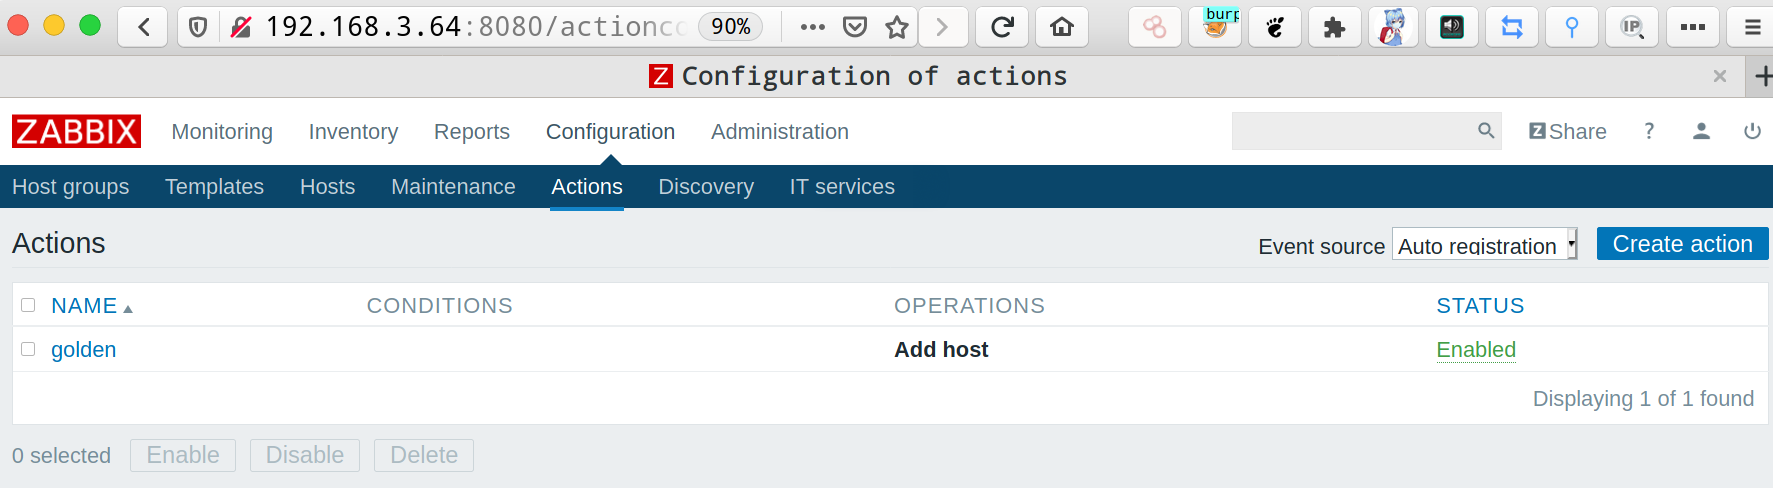 192.168.3.64:8080/actionco 90%
burp
IP
Z Configuration of actions
ZABBIX Monitoring Inventory Reports Configuration Administration Z Share ?
Host groups Templates Hosts Maintenance Actions Discovery IT services
Actions Event source Auto registration Create action
NAME CONDITIONS OPERATIONS STATUS
golden Add host Enabled
Displaying 1 of 1 found
0 selected Enable Disable Delete